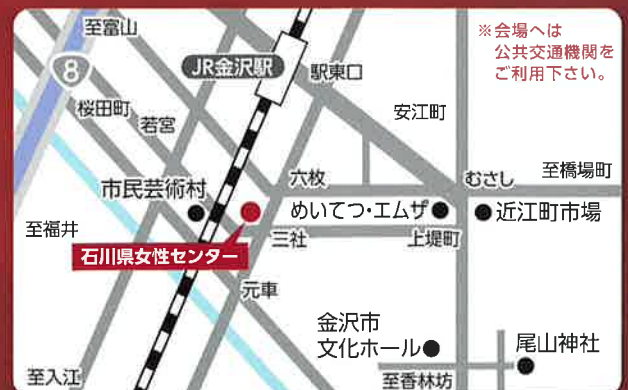 至富山
※会場へは
公共交通機関を
ご利用下さい。
8
JR金沢駅
駅東口
桜田町
若宮
安江町
市民芸術村
六枚
むさし
至橋場町
めいてつ・エムザ
近江町市場
至福井
三社
上堤町
石川県女性センター
元車
金沢市
文化ホール
尾山神社
至入江
至香林坊